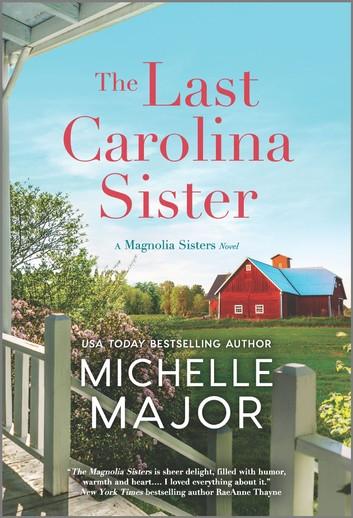 The Last
Carolina
Sister
A Magnolia Sisters Novel
USA TODAY BESTSELLING AUTHOR
MICHELLE
MAJOR
“The Magnolia Sisters is sheer delight, filled with humor,
warmth and heart.... I loved everything about it.”
New York Times bestselling author RaeAnne Thayne